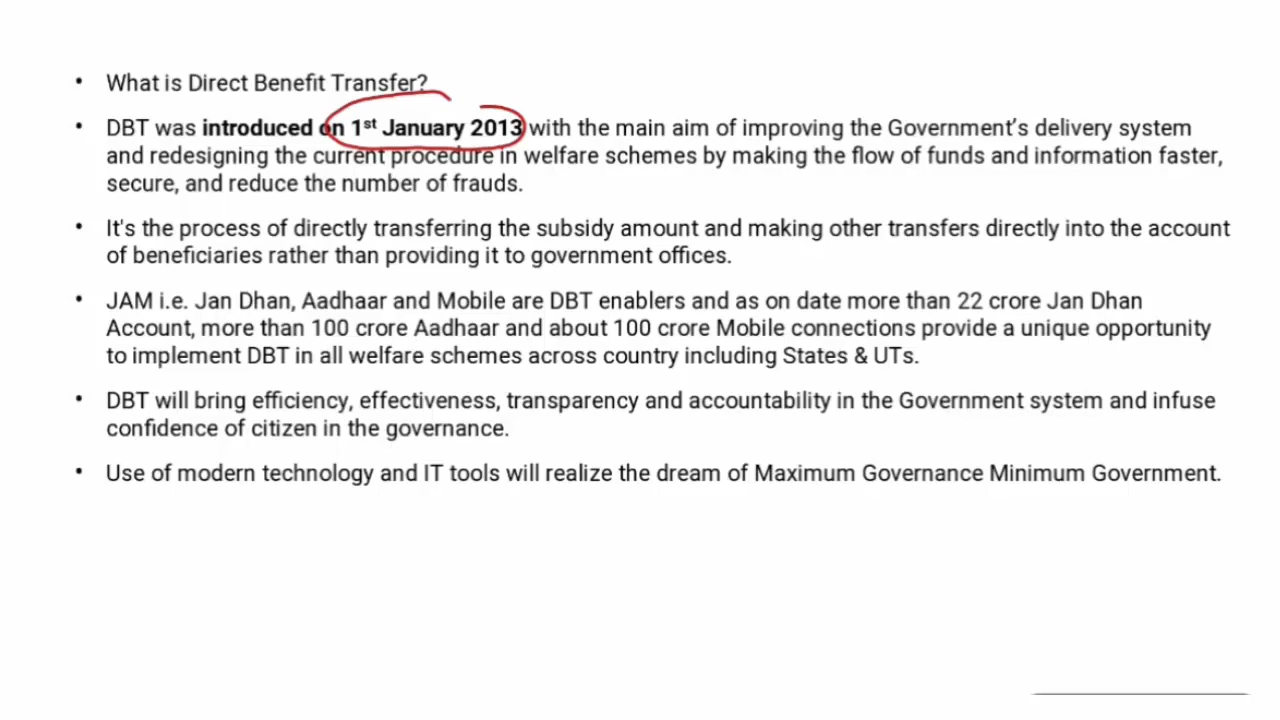 • What is Direct Benefit Transfer?
• DBT was introduced on 1st January 2013 with the main aim of improving the Government's delivery system
and redesigning the current procedure in welfare schemes by making the flow of funds and information faster,
secure, and reduce the number of frauds.
• It's the process of directly transferring the subsidy amount and making other transfers directly into the account
of beneficiaries rather than providing it to government offices.
• JAM i.e. Jan Dhan, Aadhaar and Mobile are DBT enablers and as on date more than 22 crore Jan Dhan
Account, more than 100 crore Aadhaar and about 100 crore Mobile connections provide a unique opportunity
to implement DBT in all welfare schemes across country including States & UTs.
• DBT will bring efficiency, effectiveness, transparency and accountability in the Government system and infuse
confidence of citizen in the governance.
• Use of modern technology and IT tools will realize the dream of Maximum Governance Minimum Government.